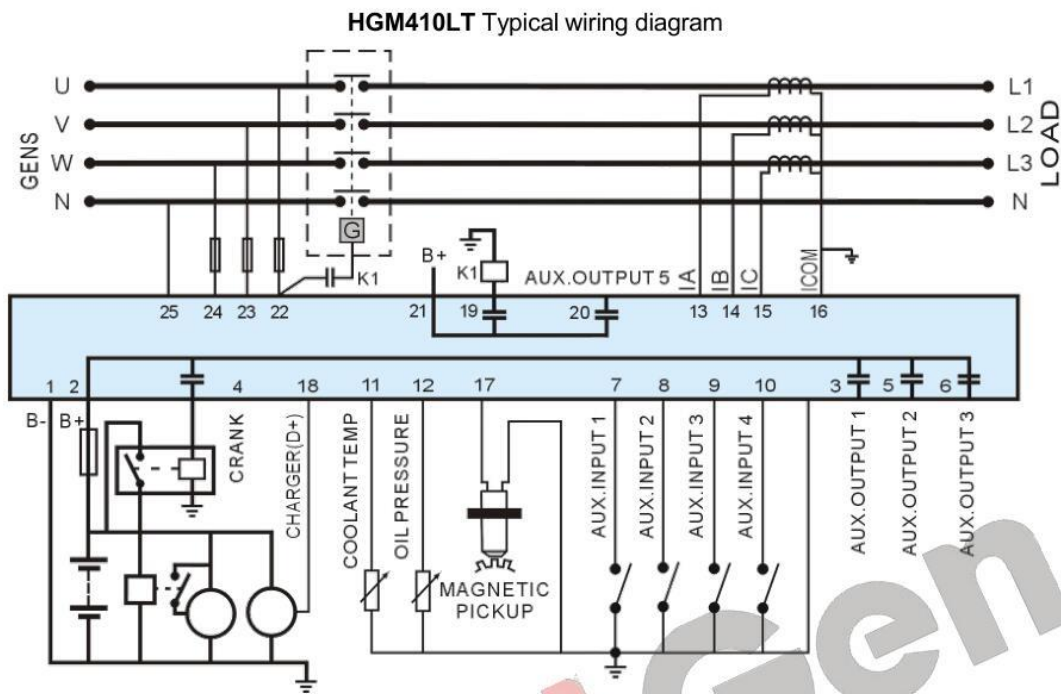 HGM410LT Typical wiring diagram
U
V
W
N
GENS
L1
L2
L3
N
LOAD
G
K1
B+
K1
AUX.OUTPUT 5
IA
IB
IC
ICOM
25 24 23 22 21 19 20 13 14 15 16
1 2 4 18 11 12 17 7 8 9 10 3 5 6
B- B+
CRANK
CHARGER(D+)
COOLANT TEMP
OIL PRESSURE
MAGNETIC
PICKUP
AUX.INPUT 1
AUX.INPUT 2
AUX.INPUT 3
AUX.INPUT 4
AUX.OUTPUT 1
AUX.OUTPUT 2
AUX.OUTPUT 3
Gen